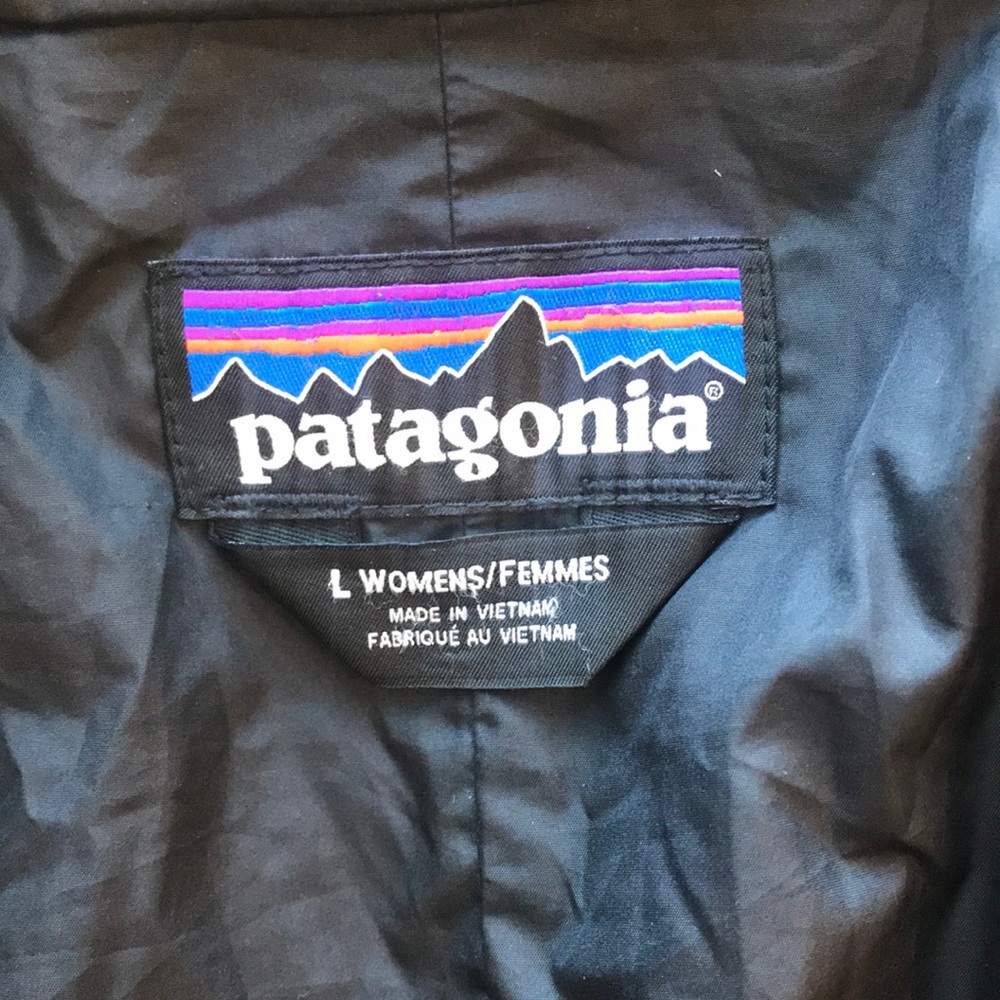 patagonia®
L WOMENS/FEMMES
MADE IN VIETNAM
FABRIQUÉ AU VIETNAM